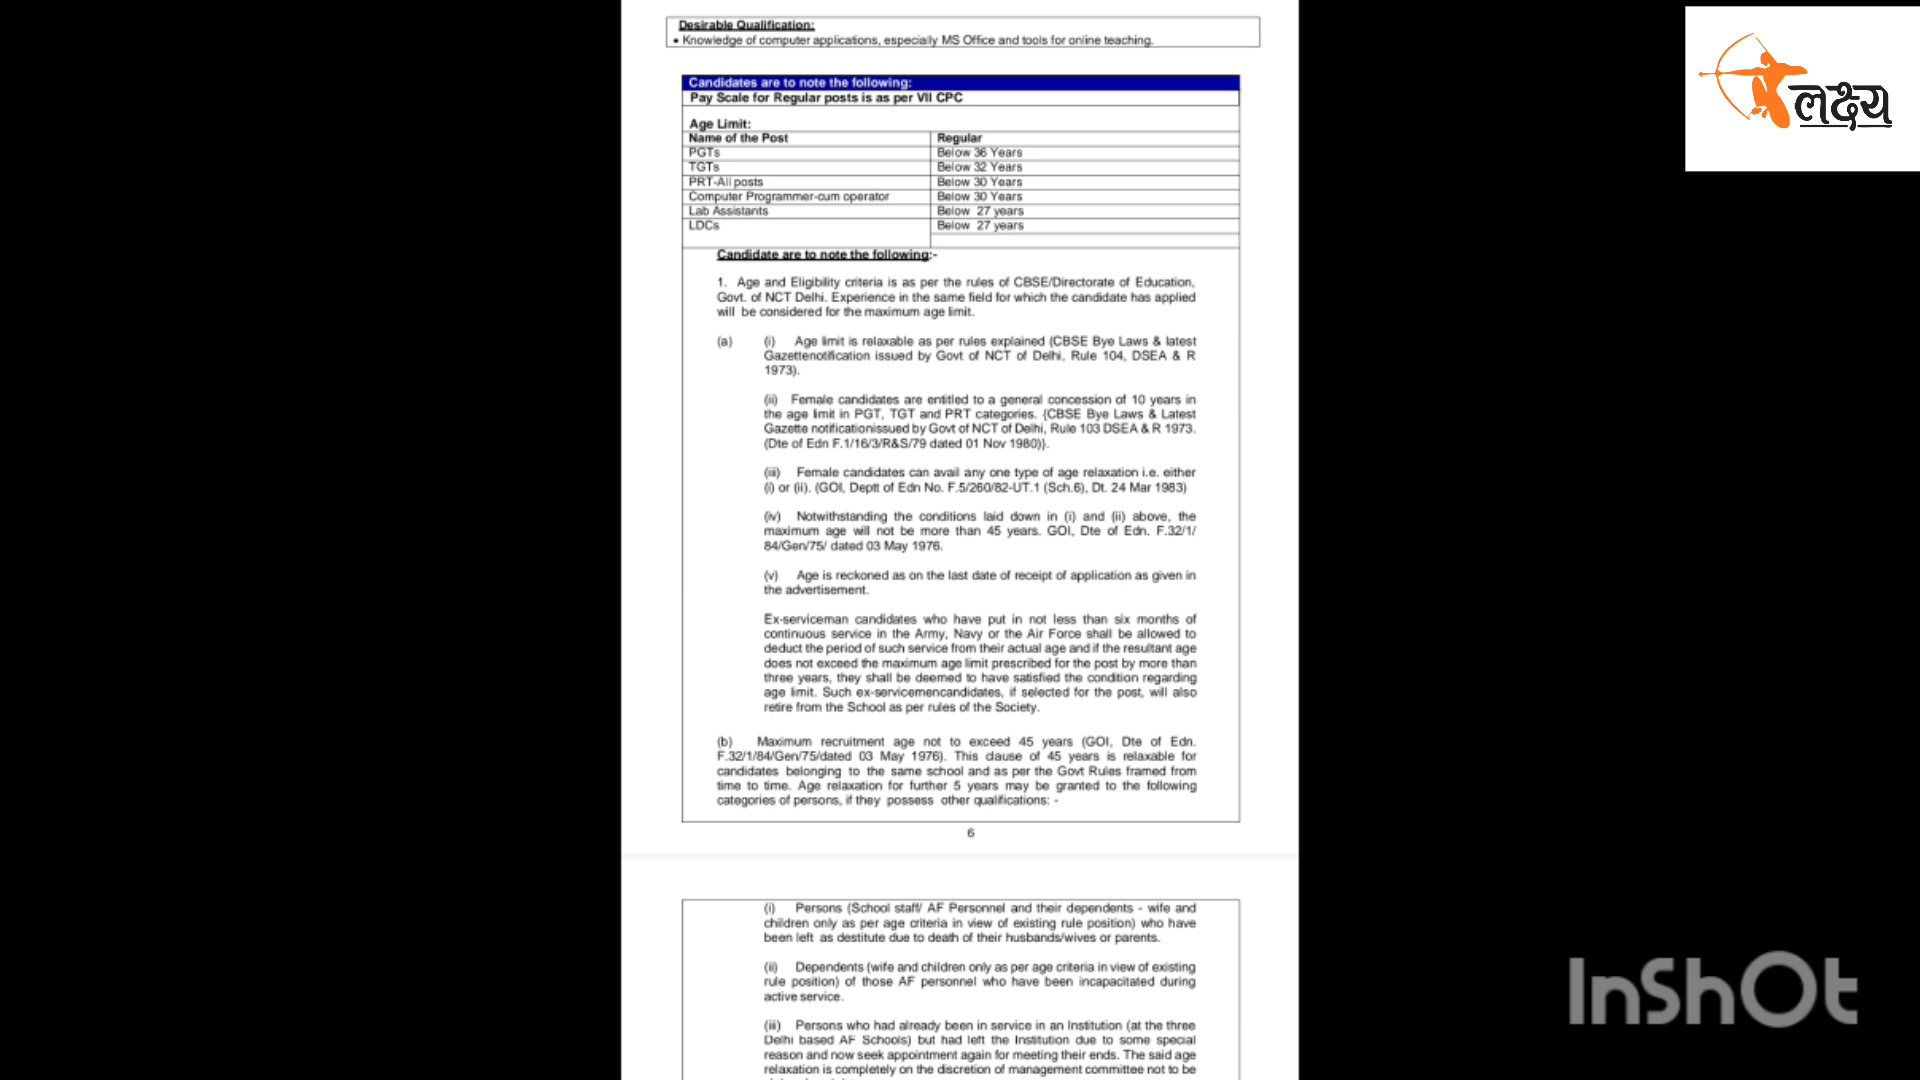 Desirable Qualification:
• Knowledge of computer applications, especially MS Office and tools for online teaching.
Candidates are to note the following:
Pay Scale for Regular posts is as per VII CPC
Age Limit:
Name of the Post Regular
PGTs Below 36 Years
TGTs Below 32 Years
PRT-All posts Below 30 Years
Computer Programmer-cum operator Below 30 Years
Lab Assistants Below 27 years
LDCs Below 27 years
Candidate are to note the following:-
1. Age and Eligibility criteria is as per the rules of CBSE/Directorate of Education,
Govt. of NCT Delhi. Experience in the same field for which the candidate has applied
will be considered for the maximum age limit.
(a) (i) Age limit is relaxable as per rules explained (CBSE Bye Laws & latest
Gazettenotification issued by Govt of NCT of Delhi, Rule 104, DSEA & R
1973).
(ii) Female candidates are entitled to a general concession of 10 years in
the age limit in PGT, TGT and PRT categories. {CBSE Bye Laws & Latest
Gazette notificationissued by Govt of NCT of Delhi, Rule 103 DSEA & R 1973.
(Dte of Edn F.1/16/3/R&S/79 dated 01 Nov 1980)}.
(iii) Female candidates can avail any one type of age relaxation i.e. either
(i) or (ii). (GOI, Deptt of Edn No. F.5/260/82-UT.1 (Sch.6), Dt. 24 Mar 1983)
(iv) Notwithstanding the conditions laid down in (i) and (ii) above, the
maximum age will not be more than 45 years. GOI, Dte of Edn. F.32/1/
84/Gen/75/ dated 03 May 1976.
(v) Age is reckoned as on the last date of receipt of application as given in
the advertisement.
Ex-serviceman candidates who have put in not less than six months of
continuous service in the Army, Navy or the Air Force shall be allowed to
deduct the period of such service from their actual age and if the resultant age
does not exceed the maximum age limit prescribed for the post by more than
three years, they shall be deemed to have satisfied the condition regarding
age limit. Such ex-servicemencandidates, if selected for the post, will also
retire from the School as per rules of the Society.
(b) Maximum recruitment age not to exceed 45 years (GOI, Dte of Edn.
F.32/1/84/Gen/75/dated 03 May 1976). This clause of 45 years is relaxable for
candidates belonging to the same school and as per the Govt Rules framed from
time to time. Age relaxation for further 5 years may be granted to the following
categories of persons, if they possess other qualifications: -
6
(i) Persons (School staff/ AF Personnel and their dependents - wife and
children only as per age criteria in view of existing rule position) who have
been left as destitute due to death of their husbands/wives or parents.
(ii) Dependents (wife and children only as per age criteria in view of existing
rule position) of those AF personnel who have been incapacitated during
active service.
(iii) Persons who had already been in service in an Institution (at the three
Delhi based AF Schools) but had left the Institution due to some special
reason and now seek appointment again for meeting their ends. The said age
relaxation is completely on the discretion of management committee not to be
लक्ष्य
InShOt